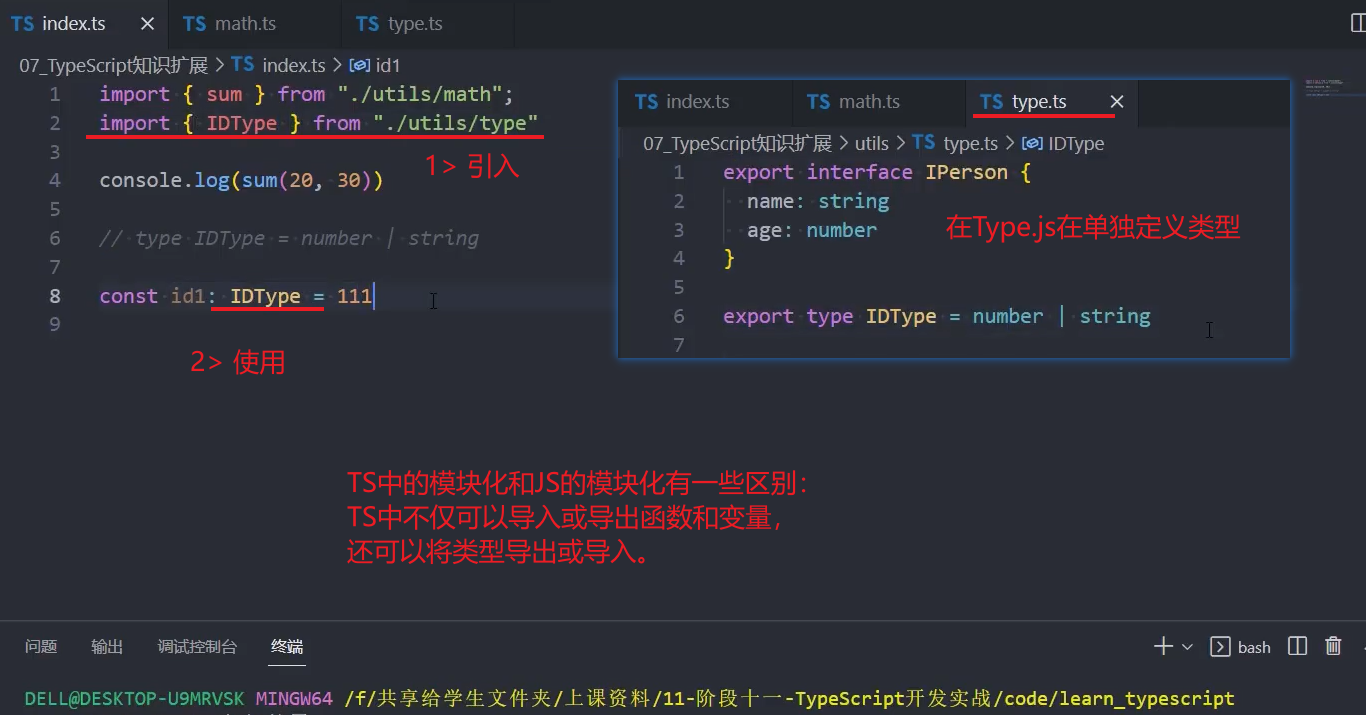 TS index.ts × TS math.ts TS type.ts
07_TypeScript知识扩展 > TS index.ts > id1
1 import { sum } from "./utils/math";
2 import { IDType } from "./utils/type"
3
4 console.log(sum(20, 30))
5
6 // type IDType = number | string
7
8 const id1: IDType = 111
9
1> 引入
2> 使用
TS index.ts TS math.ts TS type.ts ×
07_TypeScript知识扩展 > utils > TS type.ts > IDType
1 export interface IPerson {
2 name: string
3 age: number
4 }
5
6 export type IDType = number | string
7
在Type.js在单独定义类型
TS中的模块化和JS的模块化有一些区别：
TS中不仅可以导入或导出函数和变量，
还可以将类型导出或导入。
问题 输出 调试控制台 终端 bash
DELL@DESKTOP-U9MRVSK MINGW64 /f/共享给学生文件夹/上课资料/11-阶段十一-TypeScript开发实战/code/learn_typescript